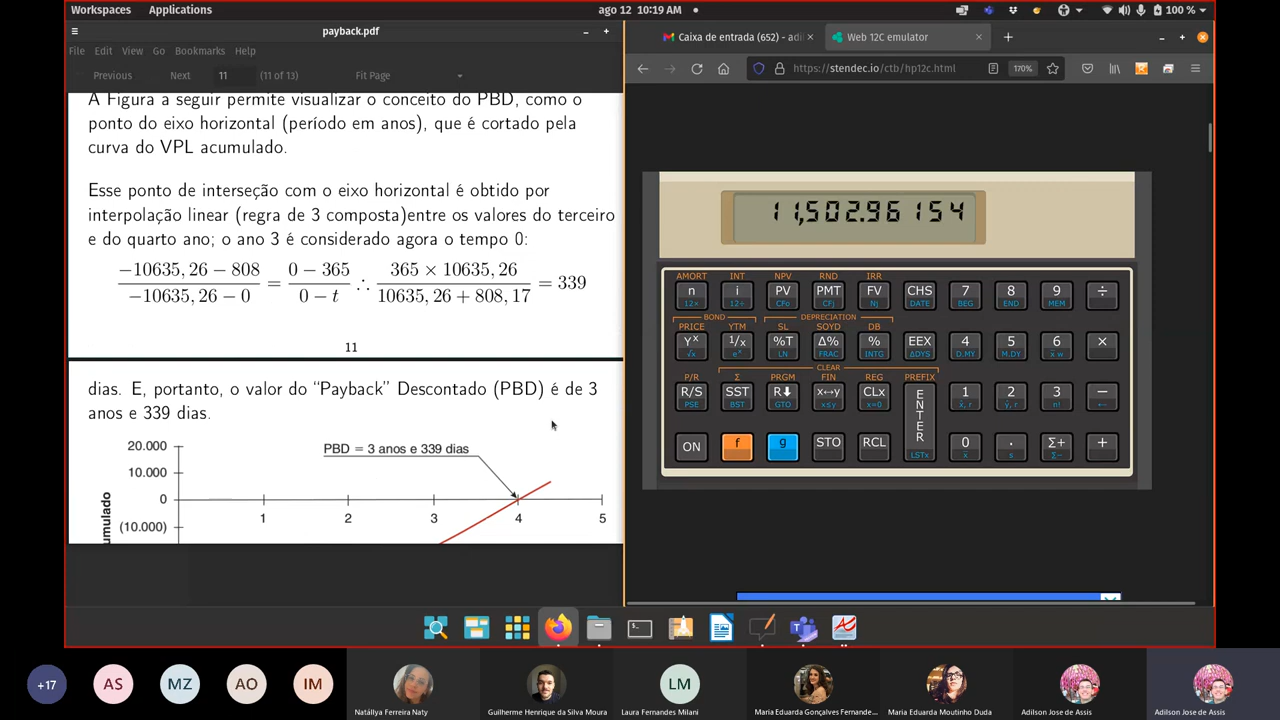 Workspaces Applications ago 12 10:19 AM 100 %
payback.pdf
File Edit View Go Bookmarks Help
Previous Next 11 (11 of 13) Fit Page
A Figura a seguir permite visualizar o conceito do PBD, como o
ponto do eixo horizontal (período em anos), que é cortado pela
curva do VPL acumulado.
Esse ponto de interseção com o eixo horizontal é obtido por
interpolação linear (regra de 3 composta)entre os valores do terceiro
e do quarto ano; o ano 3 é considerado agora o tempo 0:
−10635, 26 − 808 / −10635, 26 − 0 = 0 − 365 / 0 − t ∴ 365 × 10635, 26 / 10635, 26 + 808, 17 = 339
11
dias. E, portanto, o valor do “Payback” Descontado (PBD) é de 3
anos e 339 dias.
20.000
PBD = 3 anos e 339 dias
10.000
0
1 2 3 4 5
(10.000)
umulado
Caixa de entrada (652) - adi × Web 12C emulator × +
https://stendec.io/ctb/hp12c.html 170%
11,502.96154
AMORT INT NPV RND IRR
n i PV PMT FV CHS 7 8 9 ÷
12× 12÷ CFo CFj Nj DATE BEG END MEM
BOND DEPRECIATION
PRICE YTM SL SOYD DB
Yˣ 1/x %T Δ% % EEX 4 5 6 ×
√x eˣ LN FRAC INTG ΔDYS D.MY M.DY x̄ w
CLEAR
P/R Σ PRGM FIN REG PREFIX
R/S SST R⬇ x↔y CLx ENTER 1 2 3 −
PSE BST GTO x≤y x=0 x̂, r ŷ, r n! ←
ON f g STO RCL LSTx 0 . Σ+ +
x̄ s Σ−
+17 AS MZ AO IM LM
Natállya Ferreira Naty Guilherme Henrique da Silva Moura Laura Fernandes Milani Maria Eduarda Gonçalves Fernande... Maria Eduarda Moutinho Duda Adilson Jose de Assis Adilson Jose de Assis